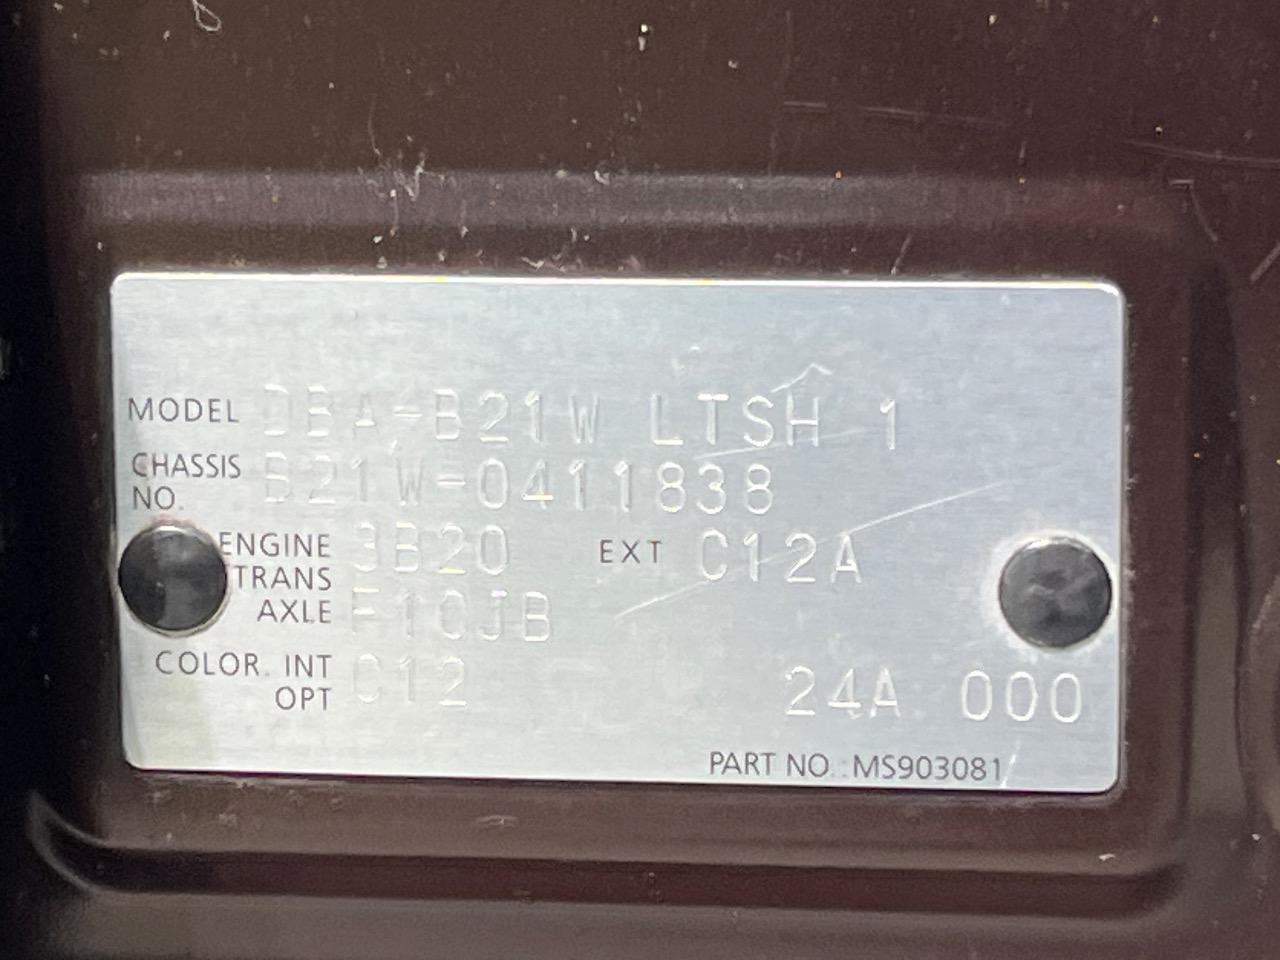 MODEL DBA-B21W LTSH 1
CHASSIS NO. B21W-0411838
ENGINE 3B20 EXT C12A
TRANS AXLE F1CJB
COLOR. INT OPT C12 24A 000
PART NO. : MS903081